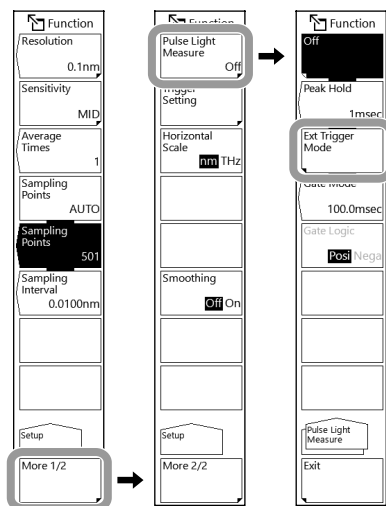 Function
Resolution
0.1nm
Sensitivity
MID
Average
Times
1
Sampling
Points
AUTO
Sampling
Points
501
Sampling
Interval
0.0100nm
Setup
More 1/2
Function
Pulse Light
Measure
Off
Trigger
Setting
Horizontal
Scale
nm THz
Smoothing
Off On
Setup
More 2/2
Function
Off
Peak Hold
1msec
Ext Trigger
Mode
Gate Mode
100.0msec
Gate Logic
Posi Nega
Pulse Light
Measure
Exit